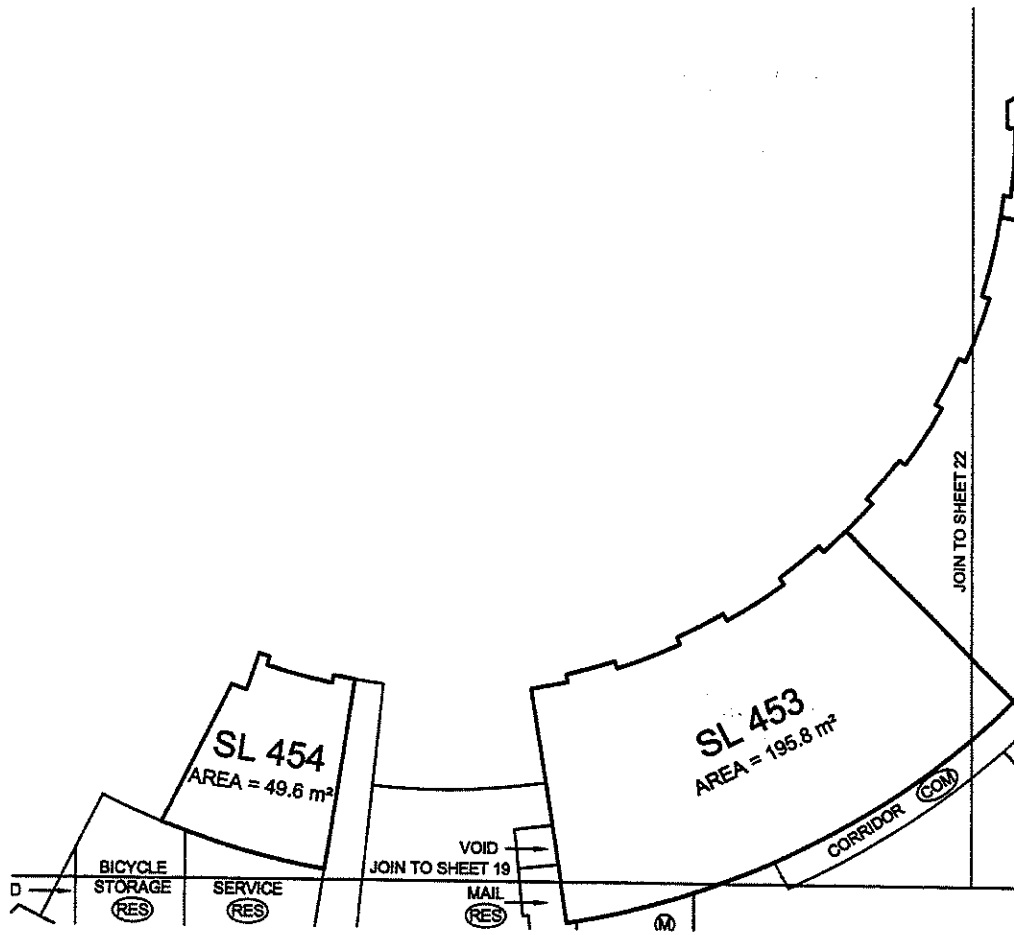 JOIN TO SHEET 22
SL 453
AREA = 195.8 m²
SL 454
AREA = 49.6 m²
CORRIDOR COM
VOID
JOIN TO SHEET 19
BICYCLE
STORAGE
RES
SERVICE
RES
MAIL
RES
M
D